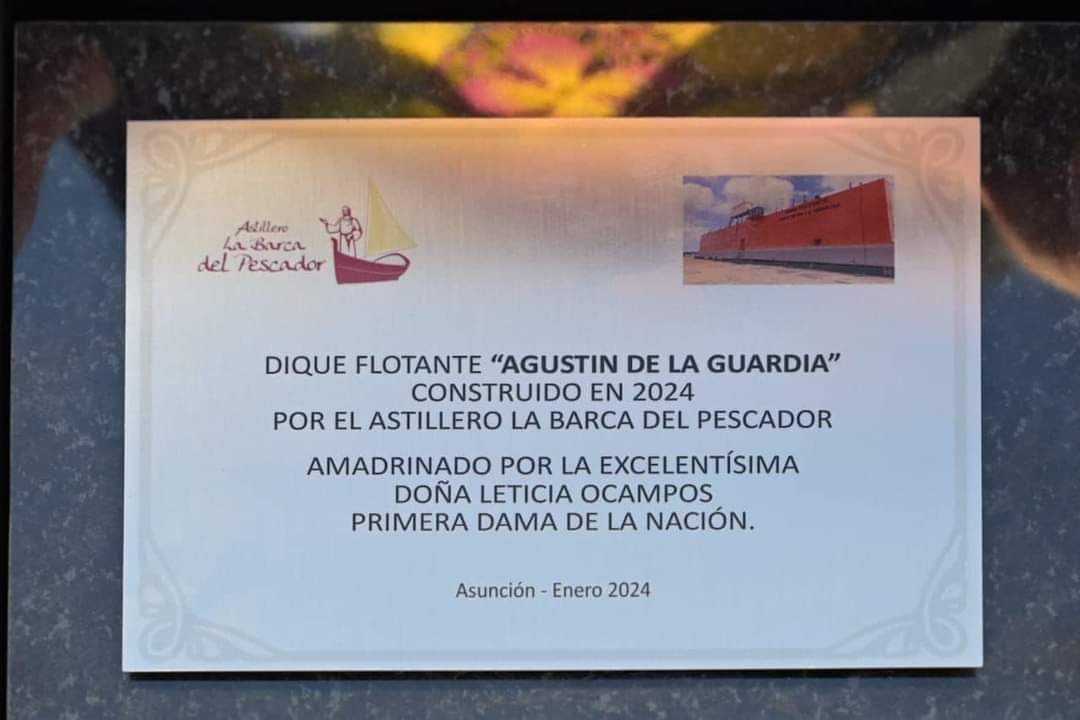 Astillero
La Barca
del Pescador
DIQUE FLOTANTE “AGUSTIN DE LA GUARDIA”
CONSTRUIDO EN 2024
POR EL ASTILLERO LA BARCA DEL PESCADOR
AMADRINADO POR LA EXCELENTÍSIMA
DOÑA LETICIA OCAMPOS
PRIMERA DAMA DE LA NACIÓN.
Asunción - Enero 2024